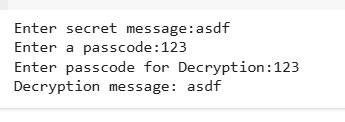 Enter secret message:asdf
Enter a passcode:123
Enter passcode for Decryption:123
Decryption message: asdf